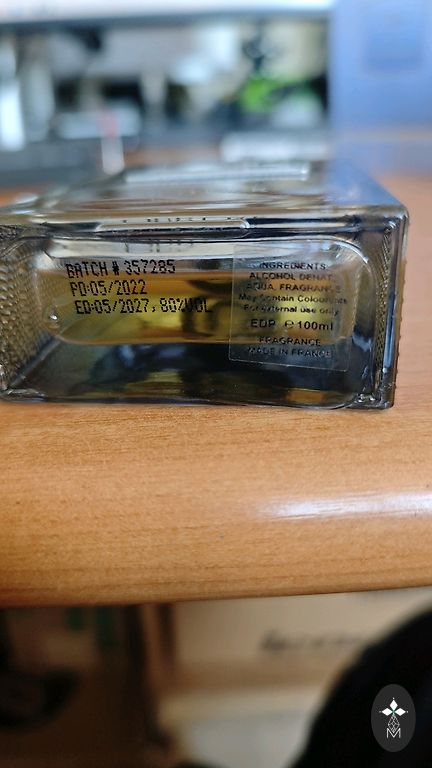 BATCH # 357285
PD:05/2022
ED:05/2027, 80%VOL
INGREDIENTS:
ALCOHOL DENAT,
AQUA, FRAGRANCE
May Contain Colourants
For external use only
EDP ℮100ml
FRAGRANCE
MADE IN FRANCE
M